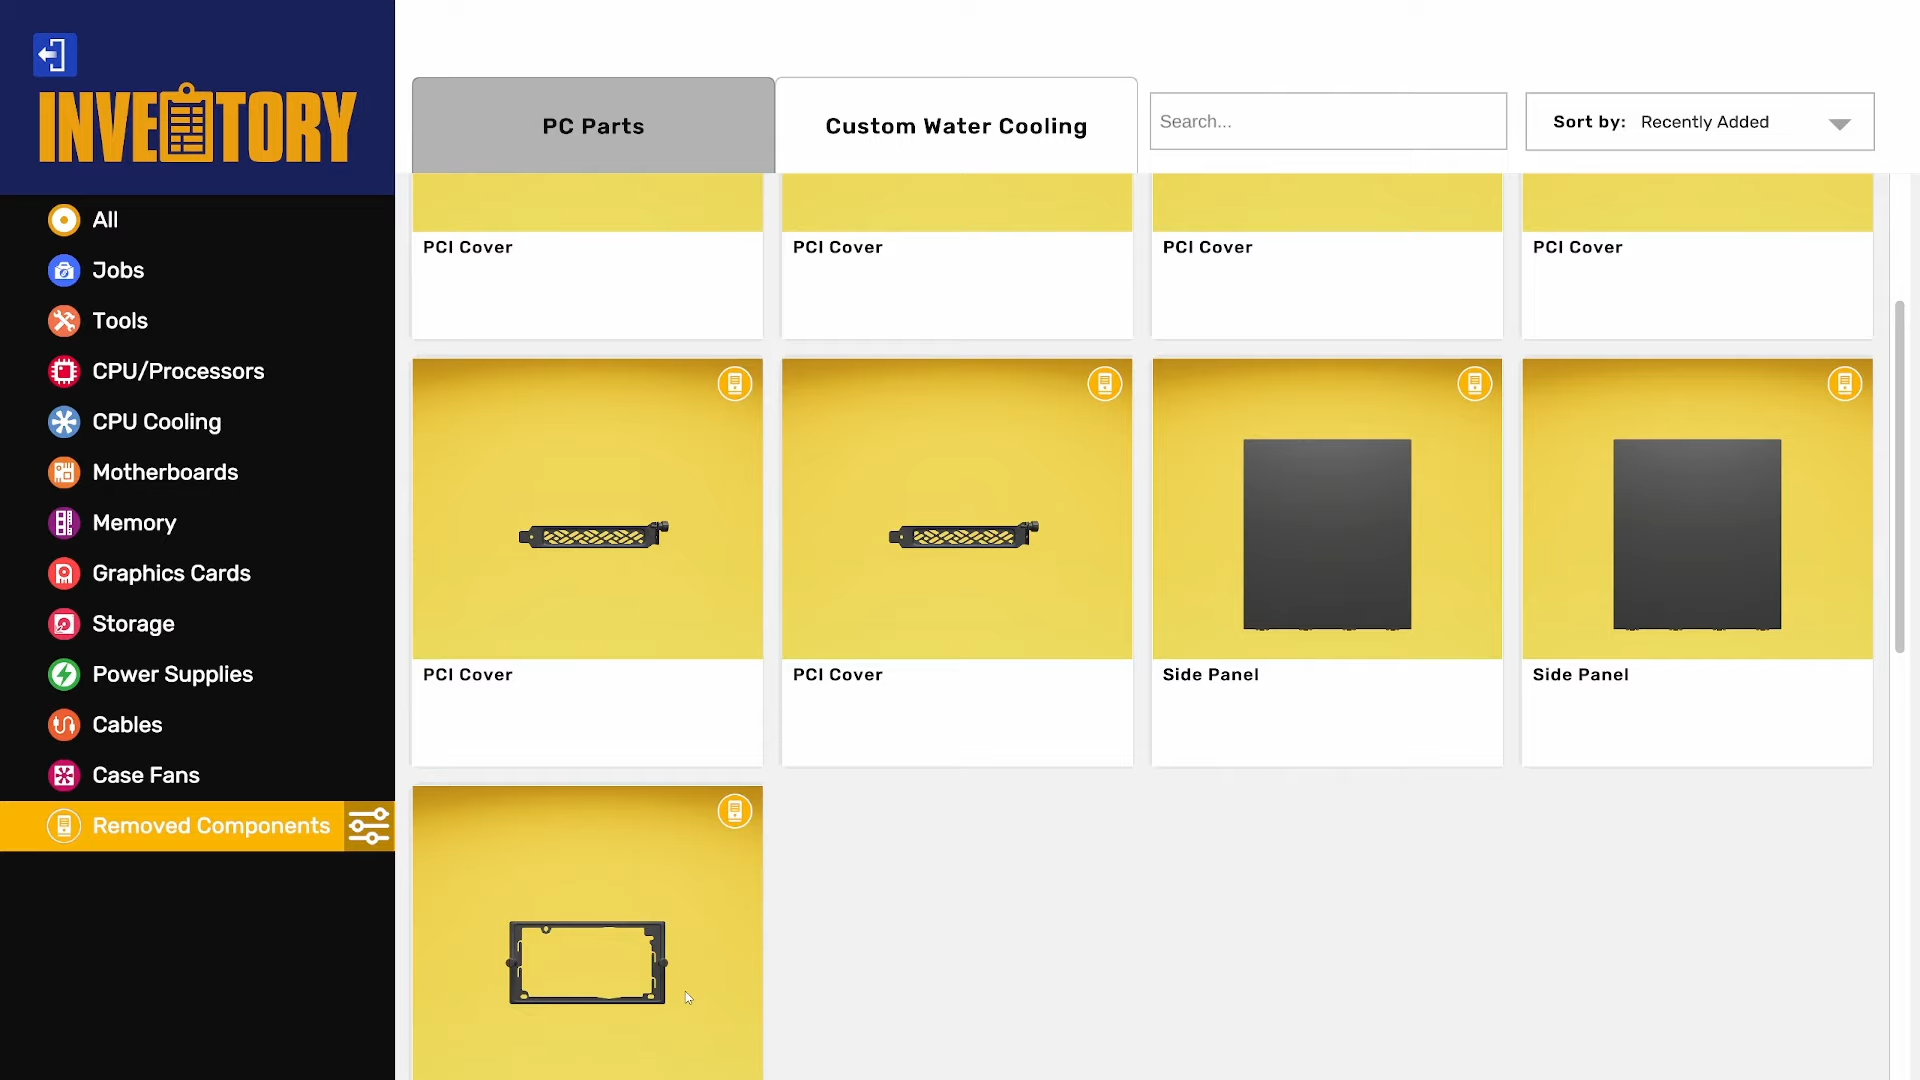 INVENTORY
PC Parts
Custom Water Cooling
Search...
Sort by: Recently Added
All
Jobs
Tools
CPU/Processors
CPU Cooling
Motherboards
Memory
Graphics Cards
Storage
Power Supplies
Cables
Case Fans
Removed Components
PCI Cover
PCI Cover
PCI Cover
PCI Cover
PCI Cover
PCI Cover
Side Panel
Side Panel